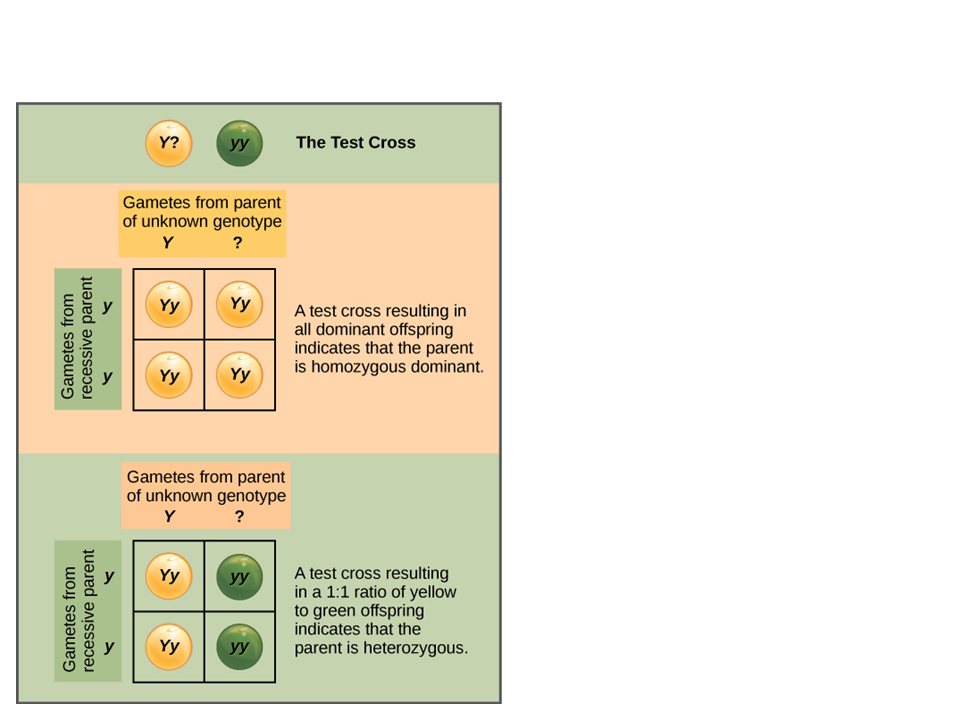 Y? yy The Test Cross
Gametes from parent
of unknown genotype
Y ?
Gametes from
recessive parent
y
y
Yy Yy
Yy Yy
A test cross resulting in
all dominant offspring
indicates that the parent
is homozygous dominant.
Gametes from parent
of unknown genotype
Y ?
Gametes from
recessive parent
y
y
Yy yy
Yy yy
A test cross resulting
in a 1:1 ratio of yellow
to green offspring
indicates that the
parent is heterozygous.